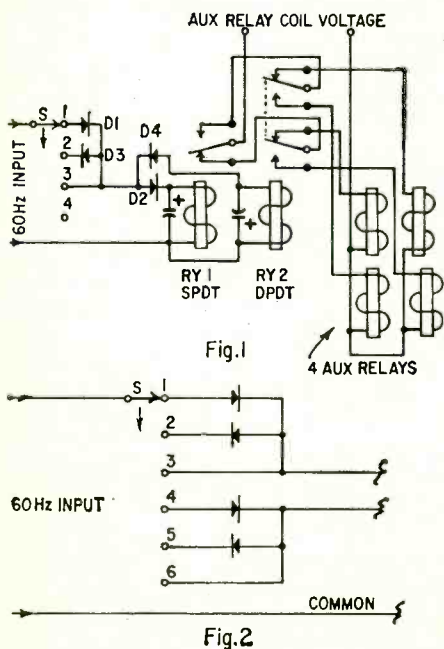 AUX RELAY COIL VOLTAGE
S
1
D1
D4
2
D3
3
D2
4
60Hz INPUT
+
+
RY 1
SPDT
RY 2
DPDT
Fig.1
4 AUX RELAYS
S
1
2
3
60Hz INPUT
4
5
6
COMMON
Fig.2